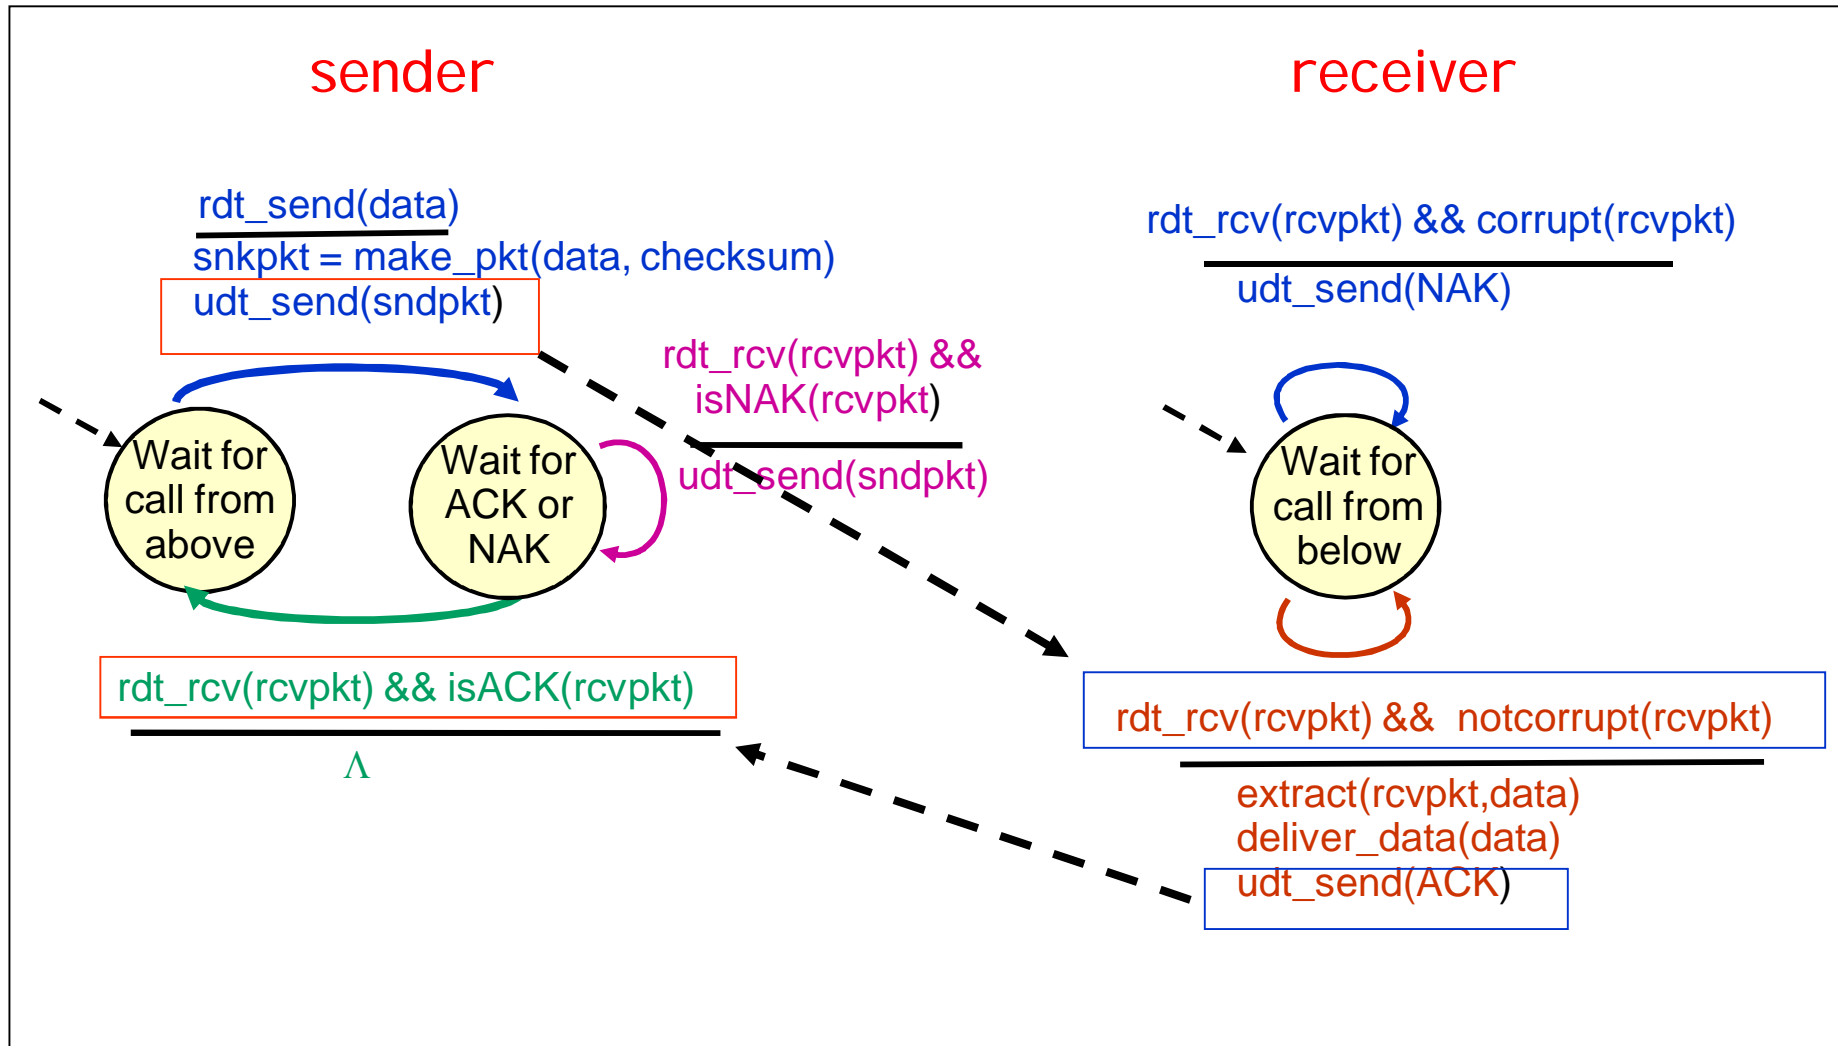 sender
receiver
rdt_send(data)
snkpkt = make_pkt(data, checksum)
udt_send(sndpkt)
rdt_rcv(rcvpkt) &&
isNAK(rcvpkt)
udt_send(sndpkt)
Wait for
call from
above
Wait for
ACK or
NAK
rdt_rcv(rcvpkt) && isACK(rcvpkt)
Λ
rdt_rcv(rcvpkt) && corrupt(rcvpkt)
udt_send(NAK)
Wait for
call from
below
rdt_rcv(rcvpkt) && notcorrupt(rcvpkt)
extract(rcvpkt,data)
deliver_data(data)
udt_send(ACK)